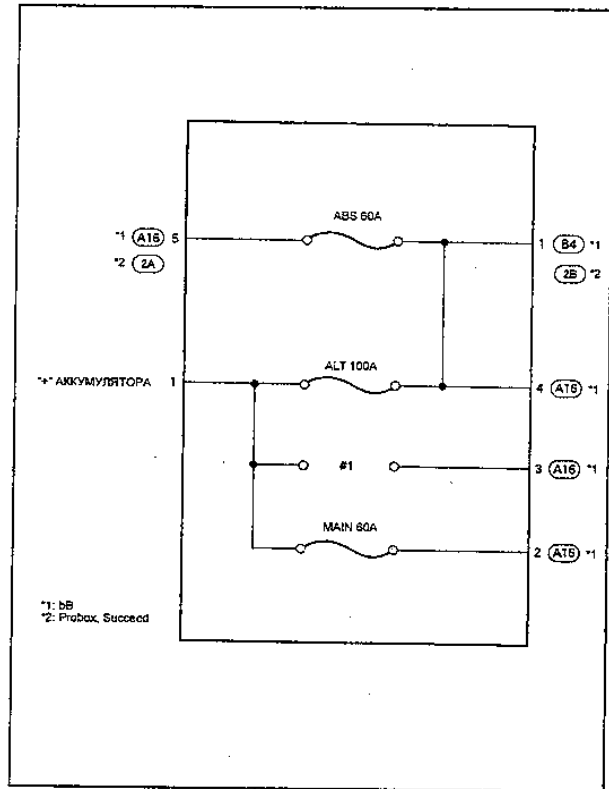 ABS 60A
*1 A16 5
1 B4 *1
*2 2A
2B *2
ALT 100A
"+" АККУМУЛЯТОРА 1
4 A16 *1
#1
3 A16 *1
MAIN 60A
2 A16 *1
*1: bB
*2: Probox, Succeed